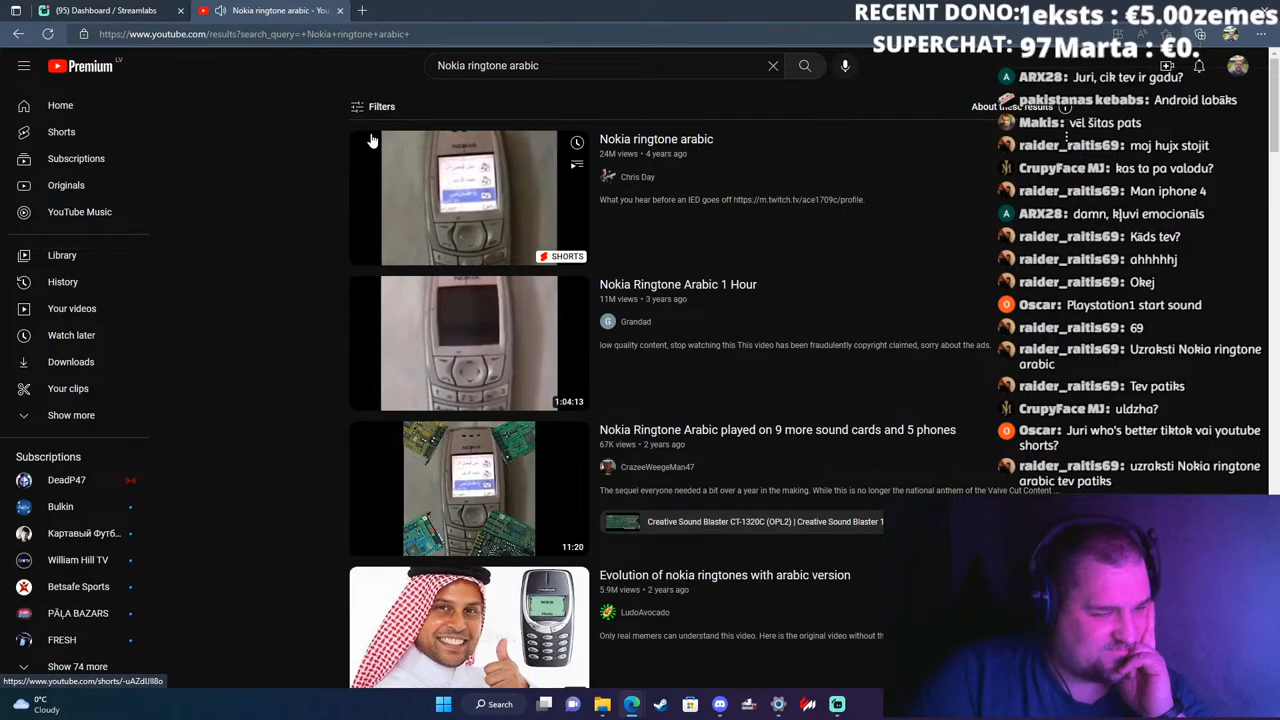 (95) Dashboard / Streamlabs
Nokia ringtone arabic - You
https://www.youtube.com/results?search_query=+Nokia+ringtone+arabic+
RECENT DONO: 1eksts : €5.00zemes
SUPERCHAT: 97Marta : €0.
Premium
LV
Nokia ringtone arabic
Home
Shorts
Subscriptions
Originals
YouTube Music
Library
History
Your videos
Watch later
Downloads
Your clips
Show more
Subscriptions
DeadP47
Bulkin
Картавый Футб...
William Hill TV
Betsafe Sports
PĀĻA BAZARS
FRESH
Show 74 more
https://www.youtube.com/shorts/-uAZdUll8o
Filters
About these results
SHORTS
Nokia ringtone arabic
24M views • 4 years ago
Chris Day
What you hear before an IED goes off https://m.twitch.tv/ace1709c/profile.
1:04:13
Nokia Ringtone Arabic 1 Hour
11M views • 3 years ago
G Grandad
low quality content, stop watching this This video has been fraudulently copyright claimed, sorry about the ads.
11:20
Nokia Ringtone Arabic played on 9 more sound cards and 5 phones
67K views • 2 years ago
CrazeeWeegeMan47
The sequel everyone needed a bit over a year in the making. While this is no longer the national anthem of the Valve Cut Content ...
Creative Sound Blaster CT-1320C (OPL2) | Creative Sound Blaster 1
NOKIA
Evolution of nokia ringtones with arabic version
5.9M views • 2 years ago
LudoAvocado
Only real memers can understand this video. Here is the original video without th
A ARX28: Juri, cik tev ir gadu?
pakistanas kebabs: Android labāks
Makis: vēl šitas pats
raider_raitis69: moj hujx stojit
CrupyFace MJ: kas ta pa valodu?
raider_raitis69: Man iphone 4
A ARX28: damn, kļuvi emocionāls
raider_raitis69: Kāds tev?
raider_raitis69: ahhhhhj
raider_raitis69: Okej
O Oscar: Playstation1 start sound
raider_raitis69: 69
raider_raitis69: Uzraksti Nokia ringtone
arabic
raider_raitis69: Tev patiks
CrupyFace MJ: uldzha?
O Oscar: Juri who's better tiktok vai youtube
shorts?
raider_raitis69: uzraksti Nokia ringtone
arabic tev patiks
0°C
Cloudy
Search